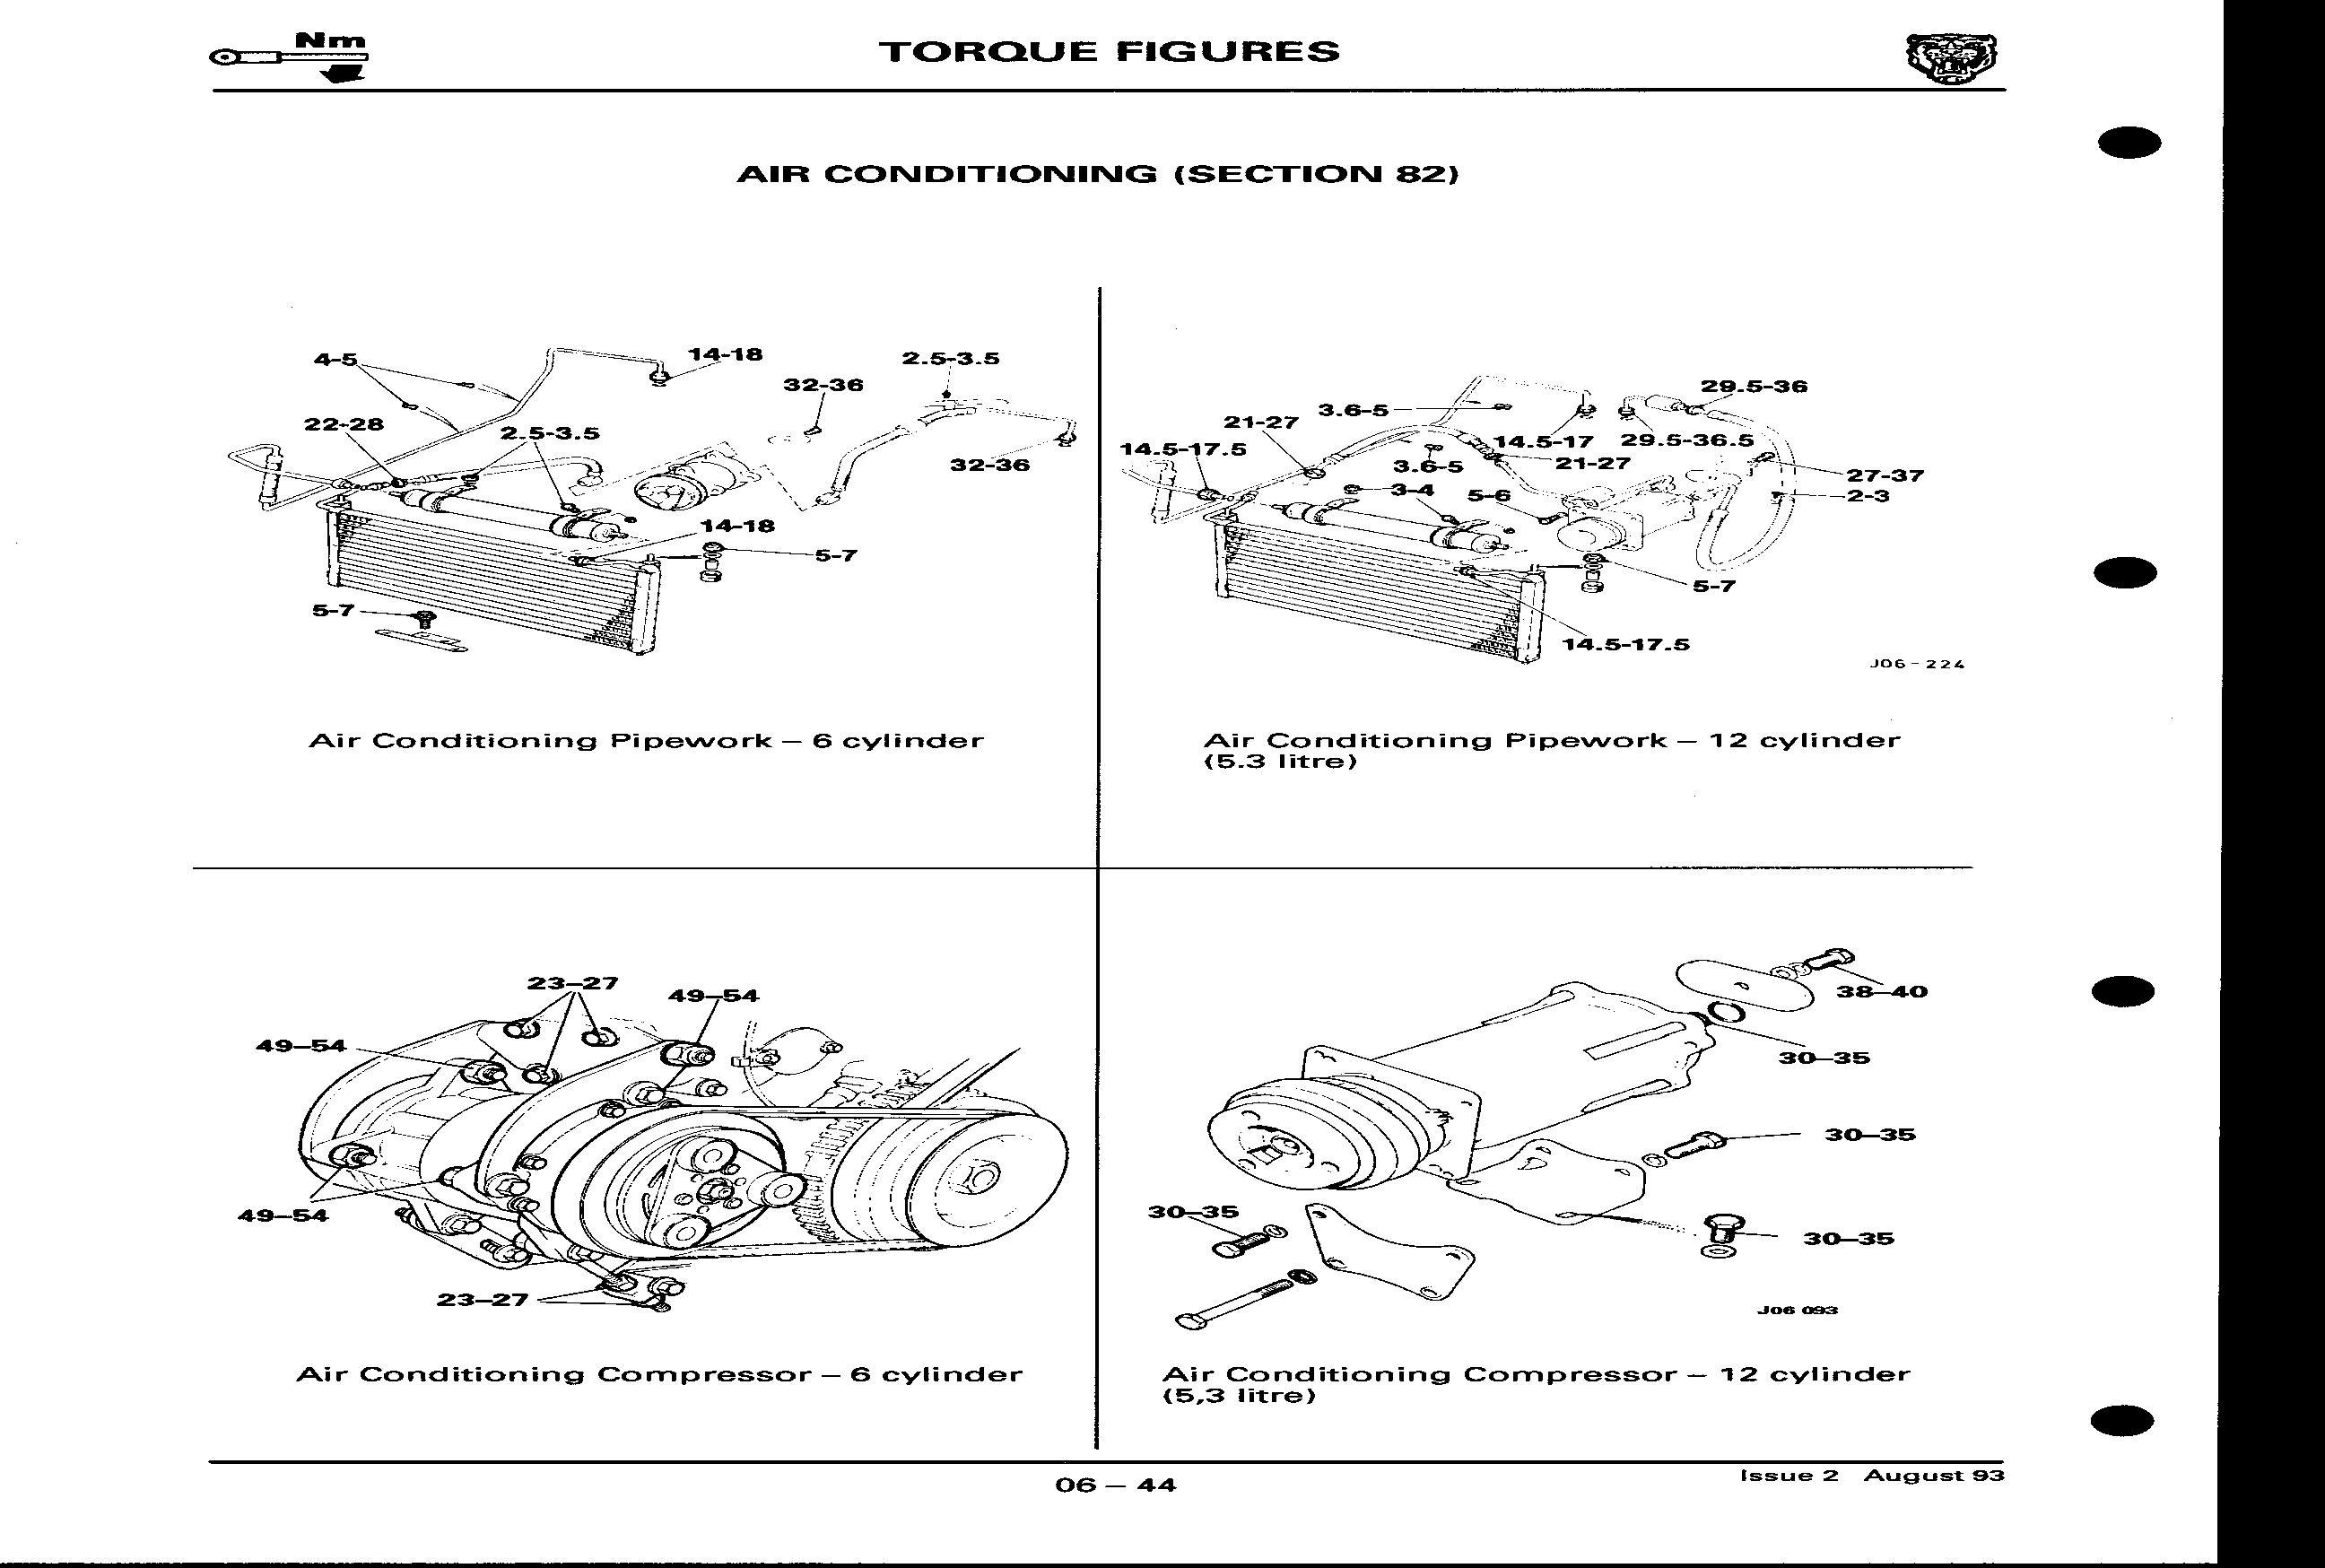 Nm
TORQUE FIGURES
AIR CONDITIONING (SECTION 82)
4-5
14-18
2.5-3.5
32-36
22-28
2.5-3.5
32-36
14-18
5-7
5-7
Air Conditioning Pipework – 6 cylinder
29.5-36
3.6-5
21-27
14.5-17.5
14.5-17
29.5-36.5
3.6-5
21-27
27-37
3-4
5-6
2-3
5-7
14.5-17.5
J06-224
Air Conditioning Pipework – 12 cylinder
(5.3 litre)
23–27
49–54
49–54
49–54
23–27
Air Conditioning Compressor – 6 cylinder
38–40
30–35
30–35
30–35
30–35
J06 093
Air Conditioning Compressor – 12 cylinder
(5,3 litre)
06 – 44
Issue 2 August 93